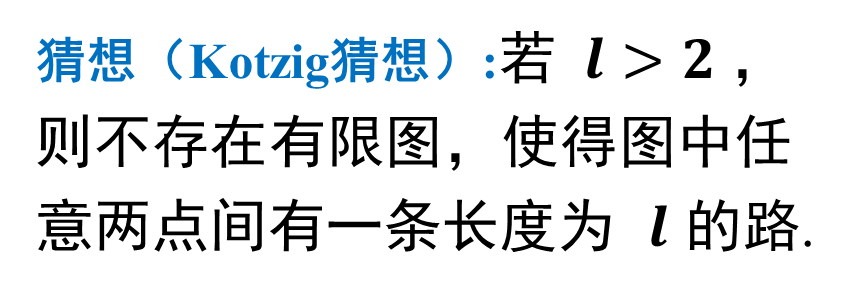 猜想（Kotzig猜想）:若 l > 2，
则不存在有限图，使得图中任
意两点间有一条长度为 l 的路.